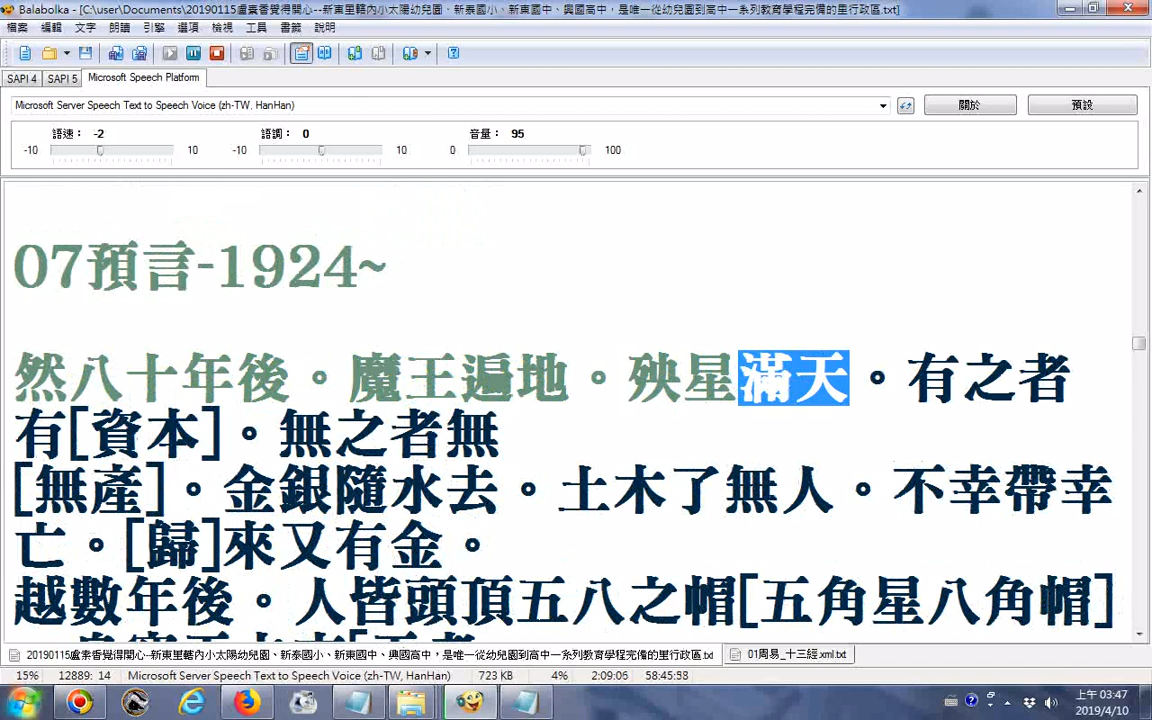 Balabolka - [C:\user\Documents\20190115盧素香覺得開心--新東里轄內小太陽幼兒園、新泰國小、新東國中、興國高中，是唯一從幼兒園到高中一系列教育學程完備的里行政區.txt]
檔案 編輯 文字 朗讀 引擎 選項 檢視 工具 書籤 說明
SAPI 4 SAPI 5 Microsoft Speech Platform
Microsoft Server Speech Text to Speech Voice (zh-TW, HanHan) 關於 預設
語速： -2 語調： 0 音量： 95
-10 10 -10 10 0 100
07預言-1924~
然八十年後。魔王遍地。殃星滿天。有之者
有[資本]。無之者無
[無產]。金銀隨水去。土木了無人。不幸帶幸
亡。[歸]來又有金。
越數年後。人皆頭頂五八之帽[五角星八角帽]
20190115盧素香覺得開心--新東里轄內小太陽幼兒園、新泰國小、新東國中、興國高中，是唯一從幼兒園到高中一系列教育學程完備的里行政區.txt 01周易_十三經.xml.txt
15% 12889: 14 Microsoft Server Speech Text to Speech Voice (zh-TW, HanHan) 723 KB 4% 2:09:06 58:45:58
上午 03:47
2019/4/10